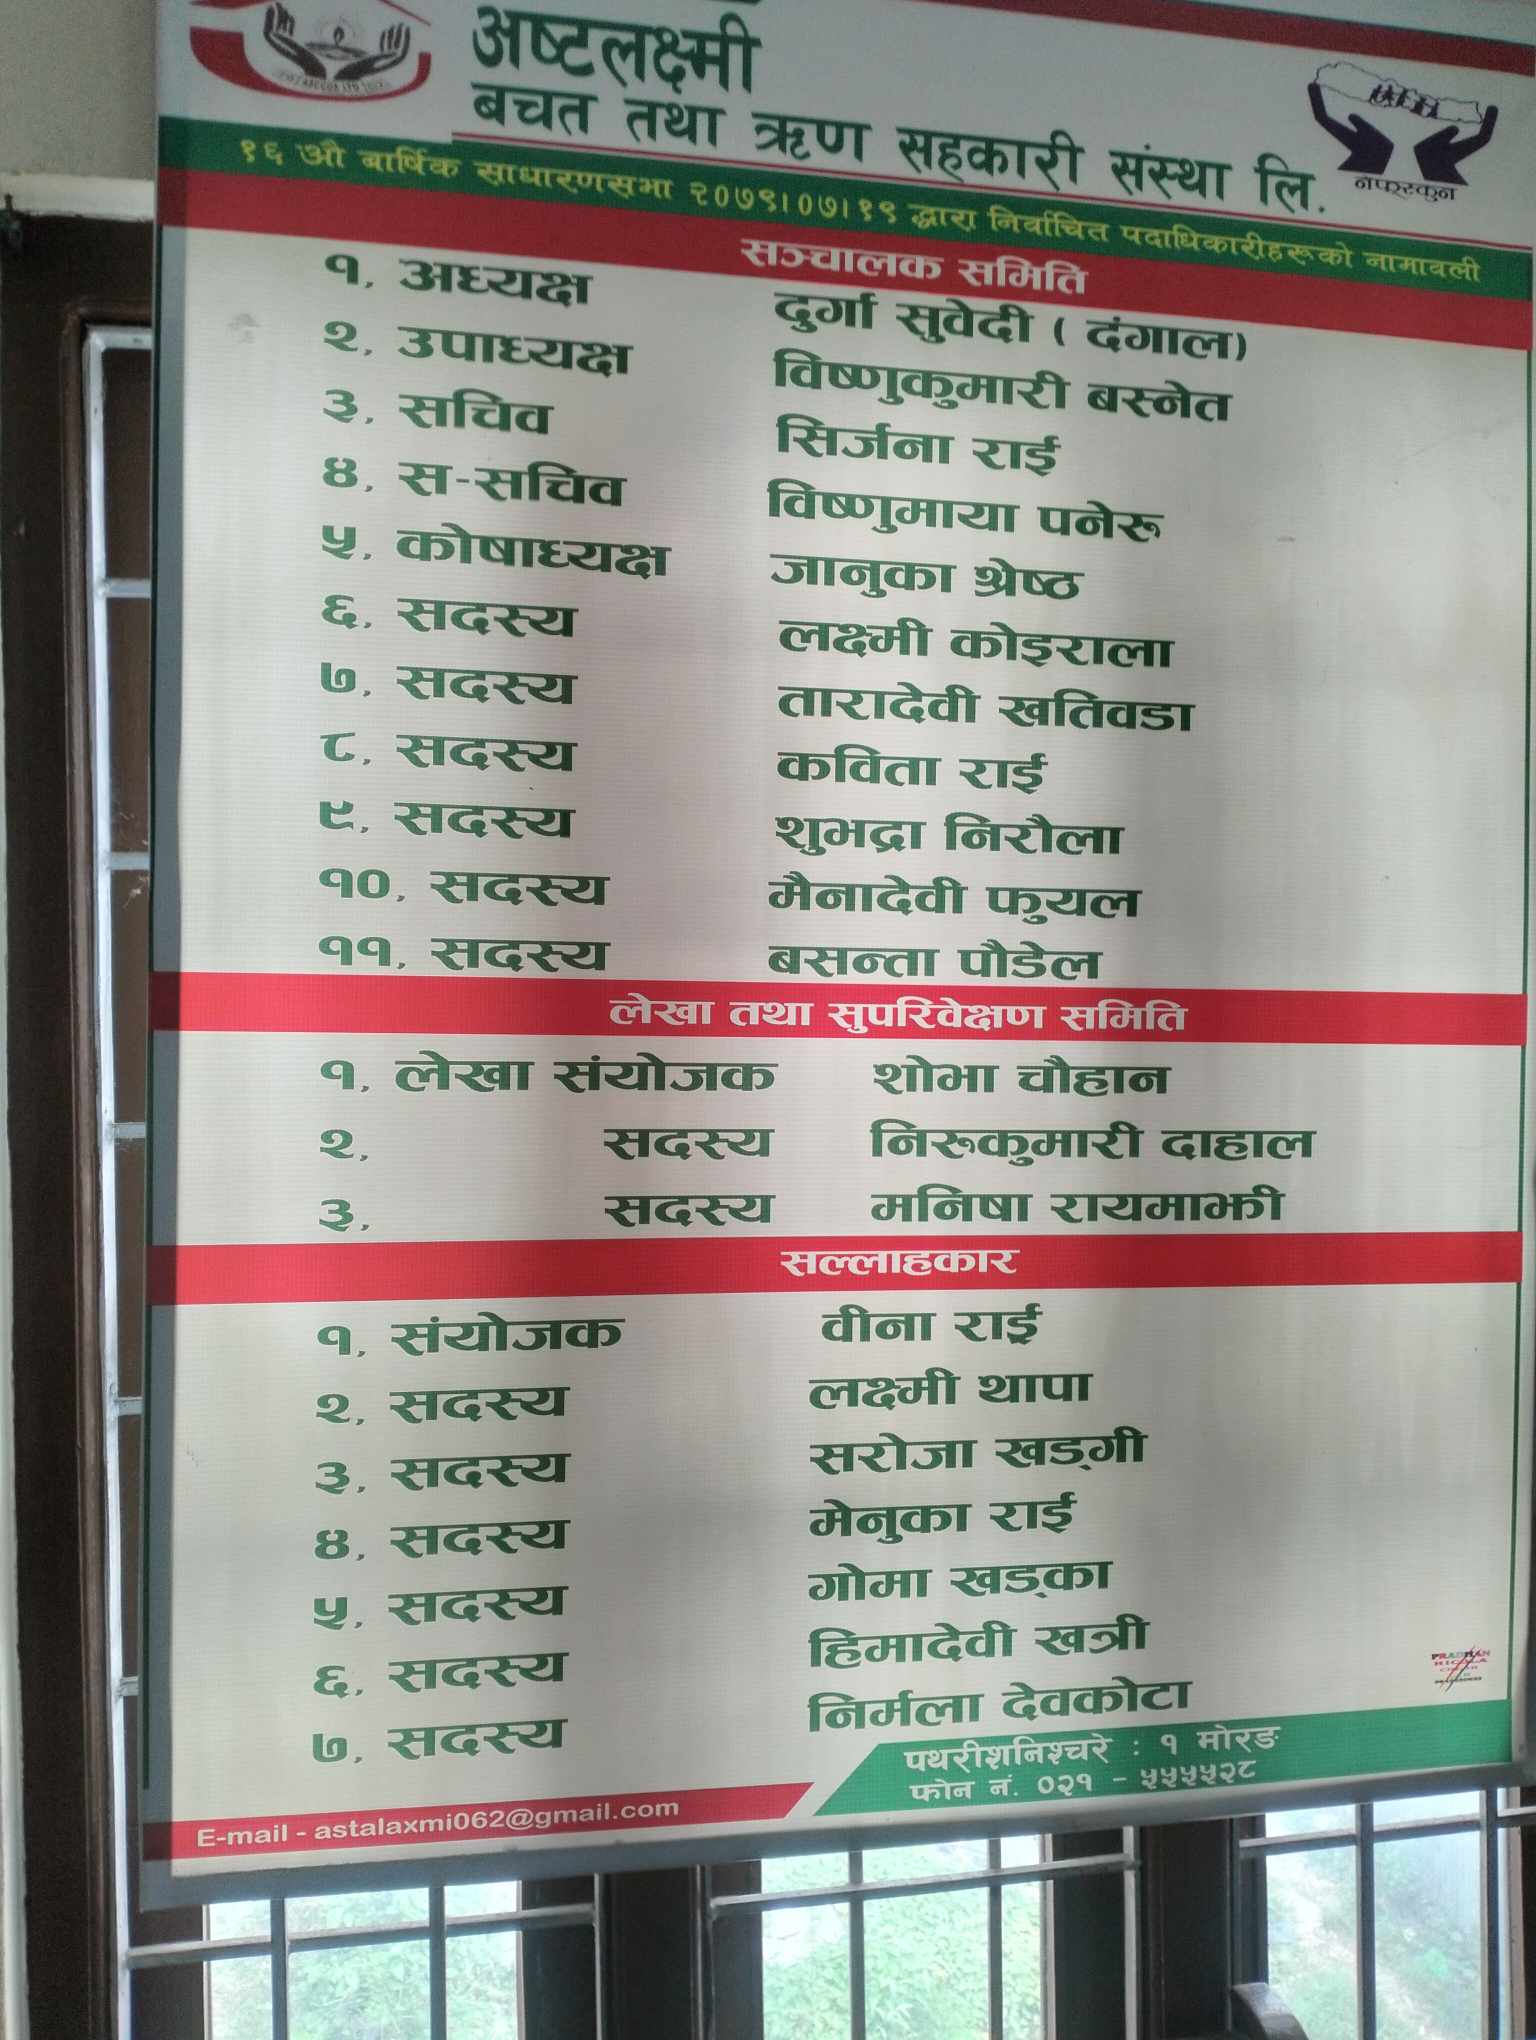 अष्टलक्ष्मी
बचत तथा ऋण सहकारी संस्था लि.
नफ्स्कून
१६ औ बार्षिक साधारणसभा २०७९।०७।१९ द्धारा निर्वाचित पदाधिकारीहरूको नामावली
सञ्चालक समिति
१. अध्यक्ष दुर्गा सुवेदी ( दंगाल)
२. उपाध्यक्ष विष्णुकुमारी बस्नेत
३. सचिव सिर्जना राई
४. स-सचिव विष्णुमाया पनेरू
५. कोषाध्यक्ष जानुका श्रेष्ठ
६. सदस्य लक्ष्मी कोइराला
७. सदस्य तारादेवी खतिवडा
८. सदस्य कविता राई
९. सदस्य शुभद्रा निरौला
१०. सदस्य मैनादेवी फुयल
११. सदस्य बसन्ता पौडेल
लेखा तथा सुपरिवेक्षण समिति
१. लेखा संयोजक शोभा चौहान
२. सदस्य निरुकुमारी दाहाल
३. सदस्य मनिषा रायमाझी
सल्लाहकार
१. संयोजक वीना राई
२. सदस्य लक्ष्मी थापा
३. सदस्य सरोजा खड्गी
४. सदस्य मेनुका राई
५. सदस्य गोमा खड्का
६. सदस्य हिमादेवी खत्री
७. सदस्य निर्मला देवकोटा
पथरीशनिश्चरे : १ मोरङ
फोन नं. ०२१ - ५५५५२८
E-mail - astalaxmi062@gmail.com